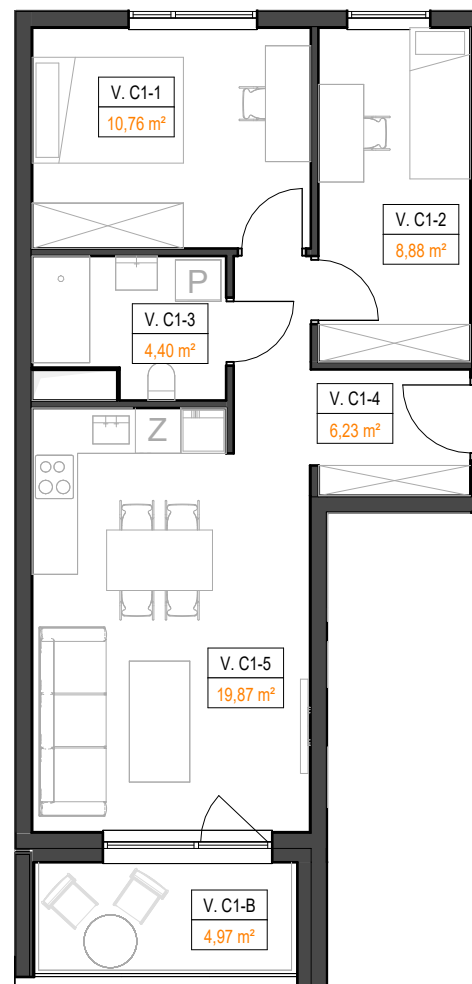 V. C1-1
10,76 m²
V. C1-2
8,88 m²
P
V. C1-3
4,40 m²
V. C1-4
6,23 m²
Z
V. C1-5
19,87 m²
V. C1-B
4,97 m²